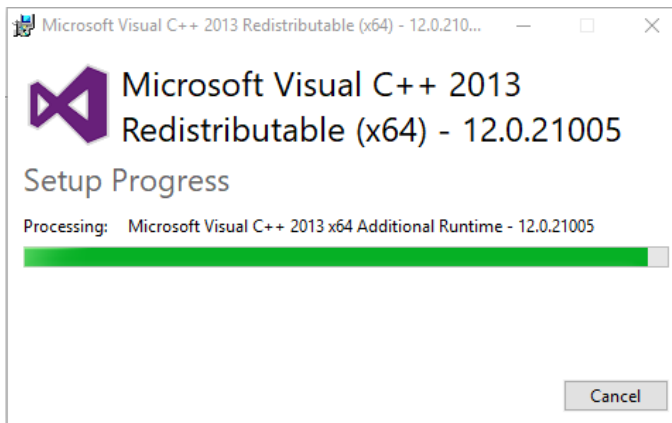 Microsoft Visual C++ 2013 Redistributable (x64) - 12.0.210...
Microsoft Visual C++ 2013
Redistributable (x64) - 12.0.21005
Setup Progress
Processing: Microsoft Visual C++ 2013 x64 Additional Runtime - 12.0.21005
Cancel